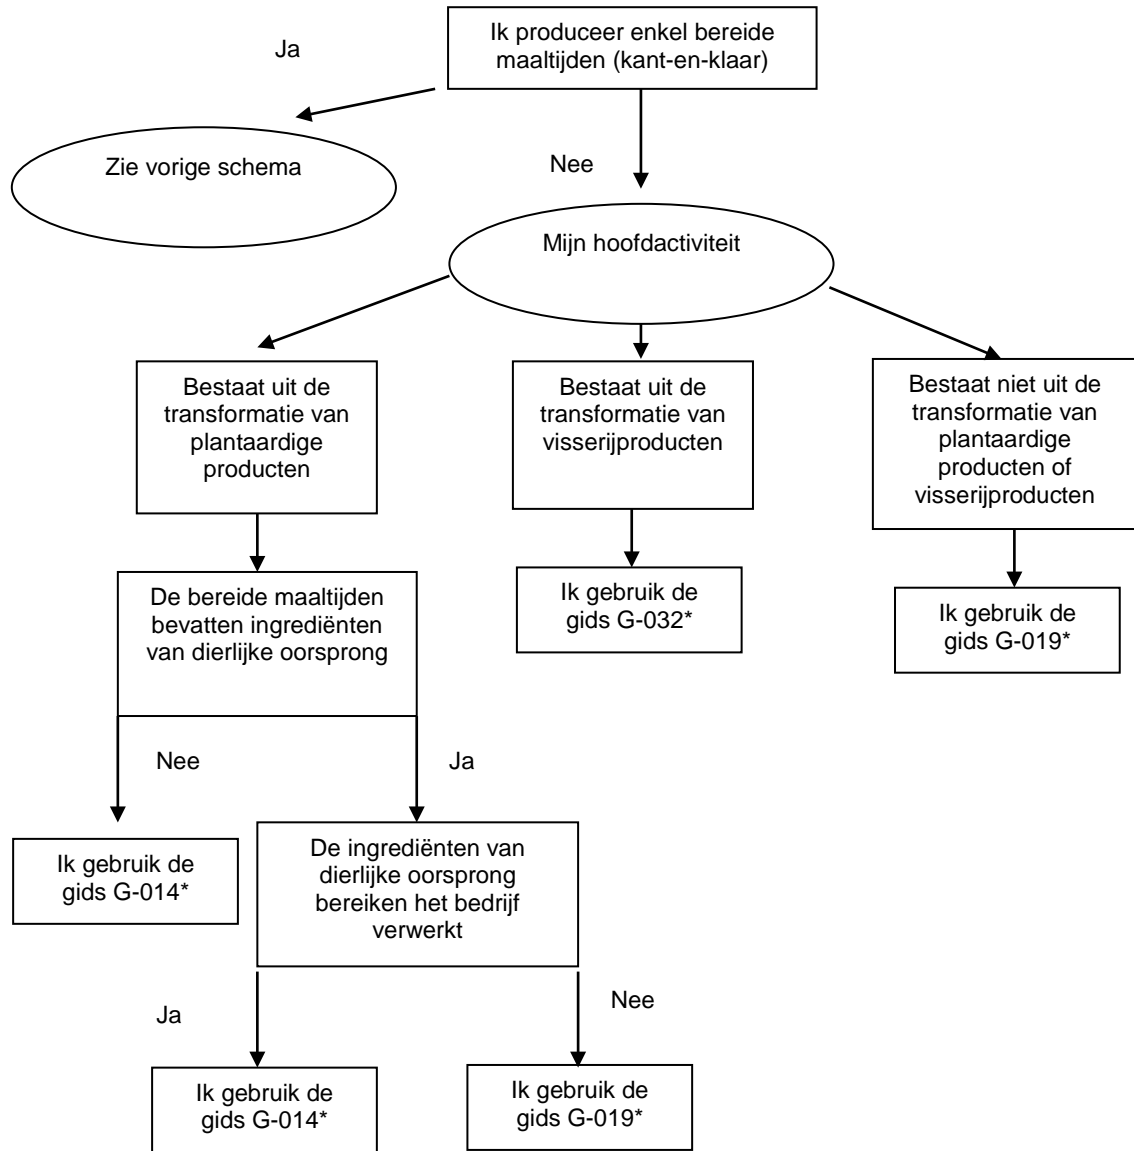 Ik produceer enkel bereide
maaltijden (kant-en-klaar)
Ja
Zie vorige schema
Nee
Mijn hoofdactiviteit
Bestaat uit de
transformatie van
plantaardige
producten
Bestaat uit de
transformatie van
visserijproducten
Bestaat niet uit de
transformatie van
plantaardige
producten of
visserijproducten
De bereide maaltijden
bevatten ingrediënten
van dierlijke oorsprong
Ik gebruik de
gids G-032*
Ik gebruik de
gids G-019*
Nee
Ja
Ik gebruik de
gids G-014*
De ingrediënten van
dierlijke oorsprong
bereiken het bedrijf
verwerkt
Ja
Nee
Ik gebruik de
gids G-014*
Ik gebruik de
gids G-019*